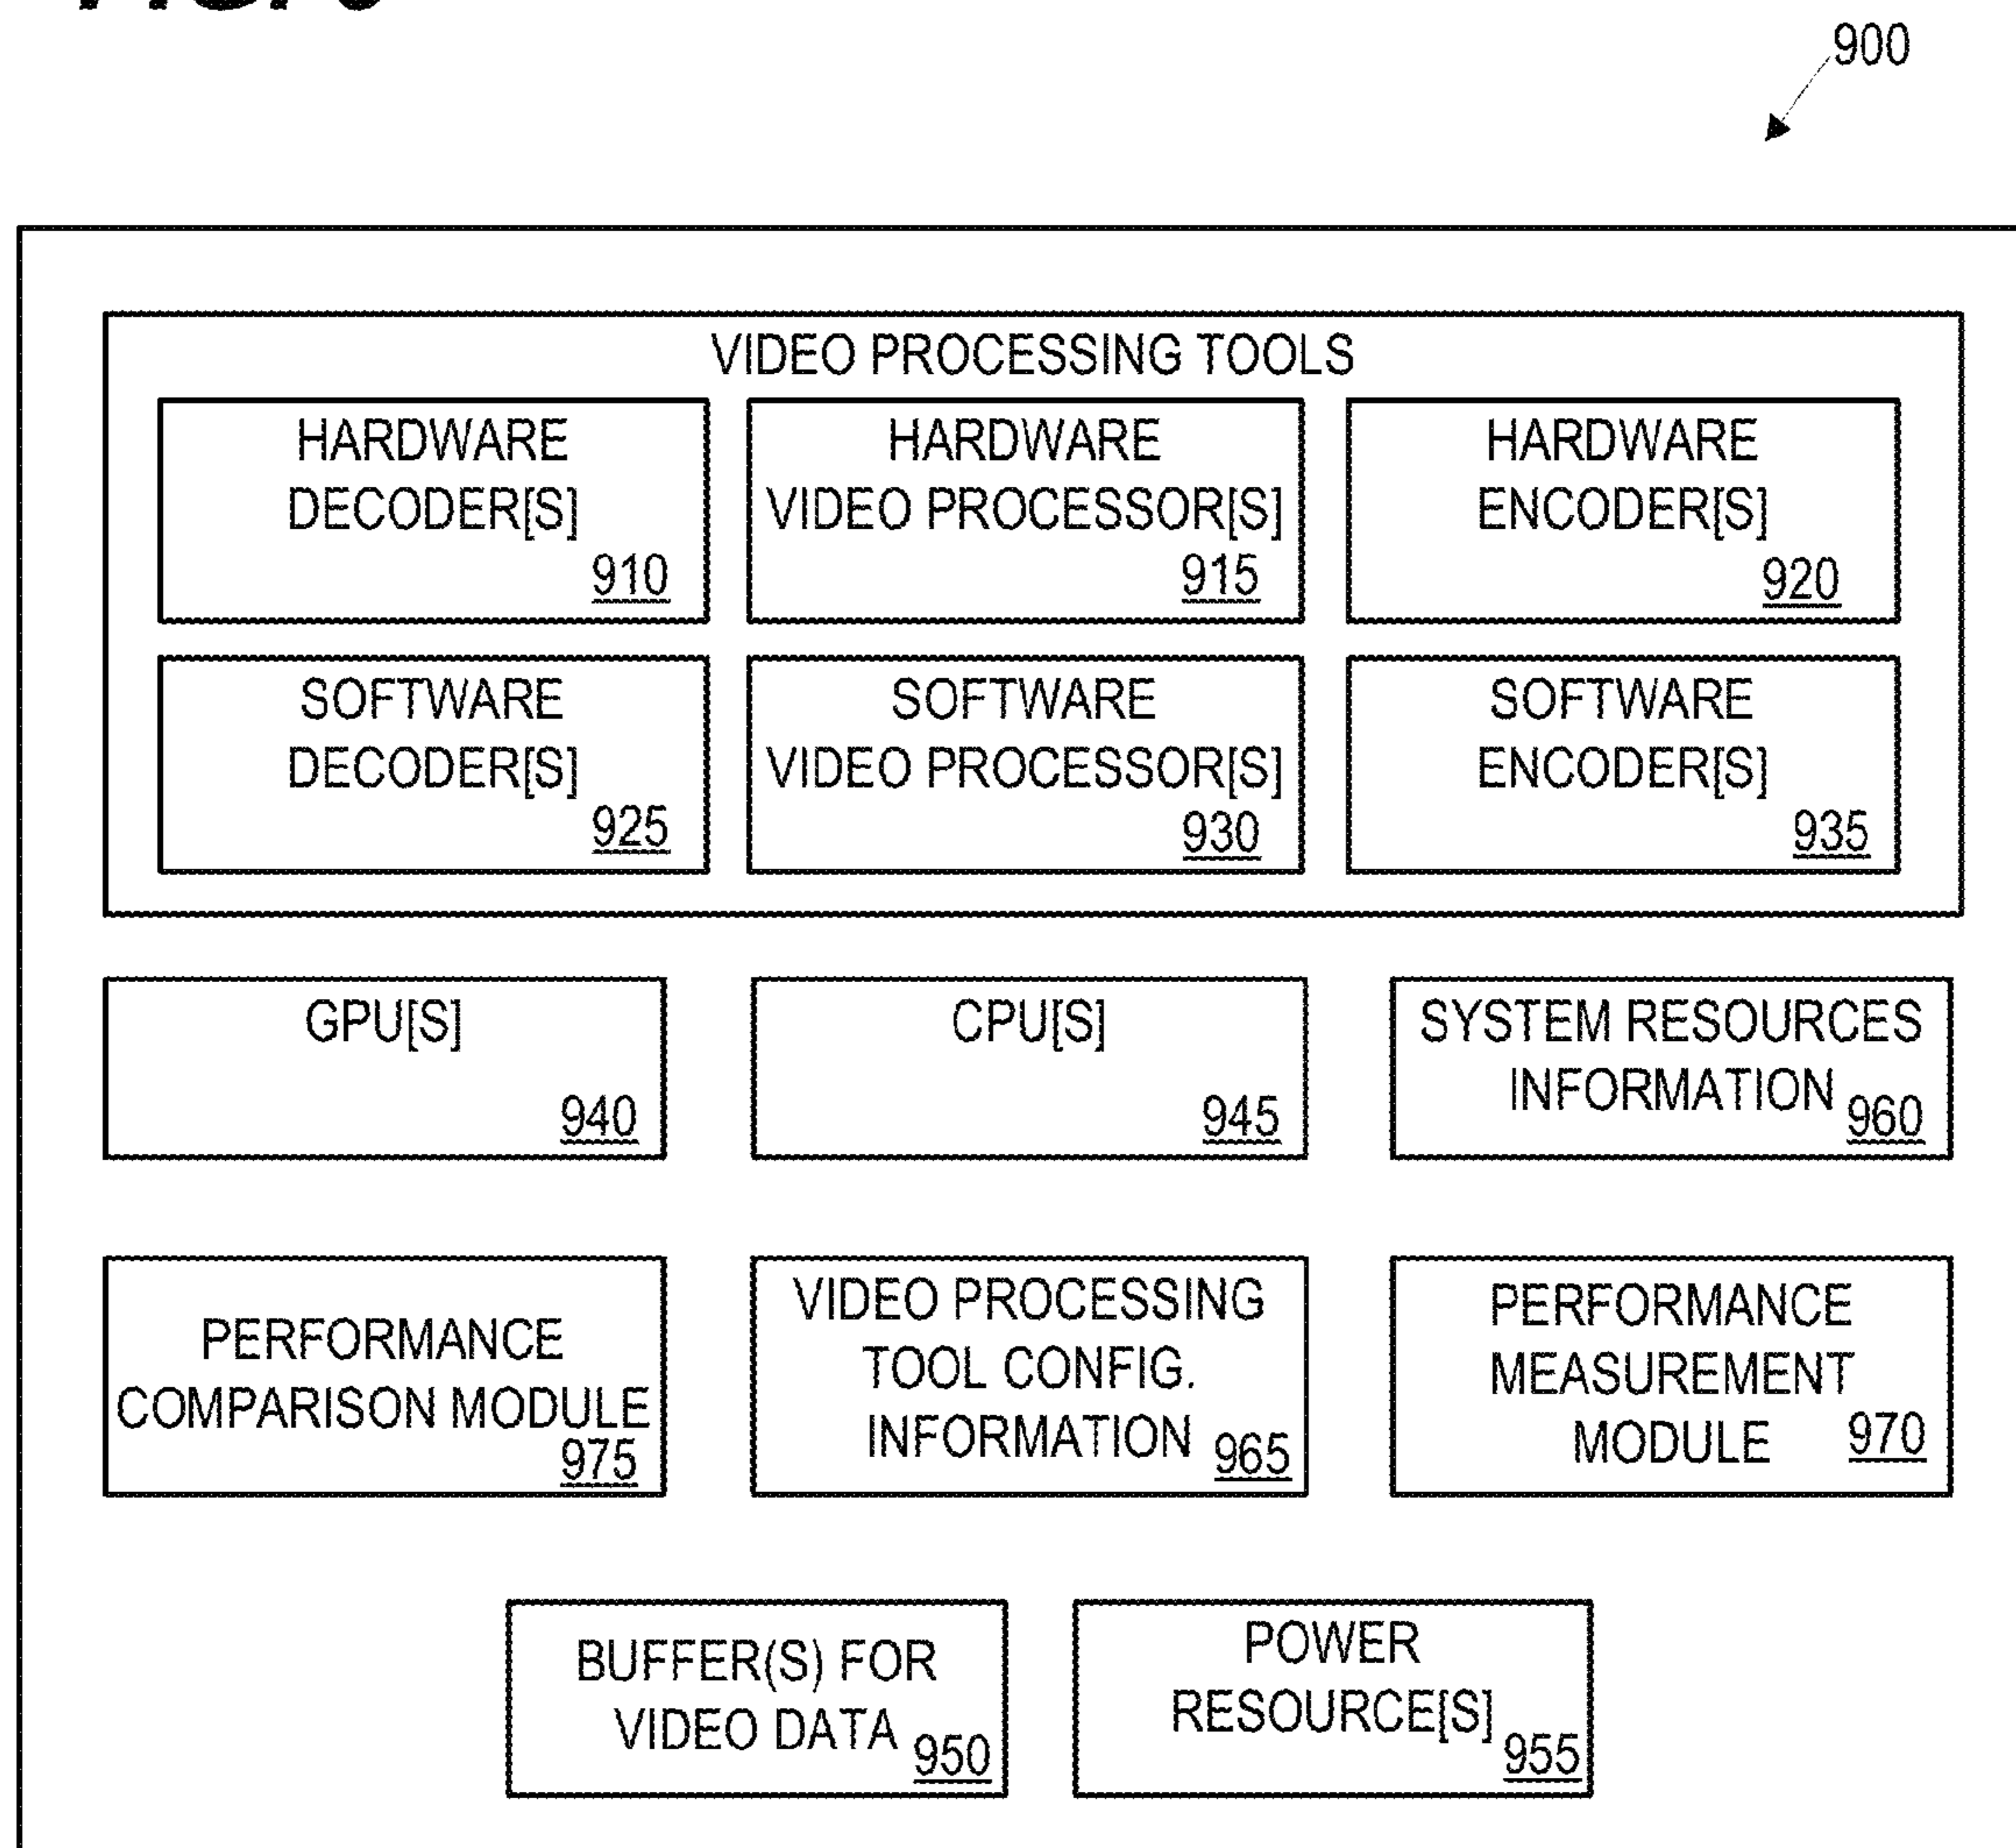 900
VIDEO PROCESSING TOOLS
HARDWARE
DECODER[S]
910
HARDWARE
VIDEO PROCESSOR[S]
915
HARDWARE
ENCODER[S]
920
SOFTWARE
DECODER[S]
925
SOFTWARE
VIDEO PROCESSOR[S]
930
SOFTWARE
ENCODER[S]
935
GPU[S]
940
CPU[S]
945
SYSTEM RESOURCES
INFORMATION 960
PERFORMANCE
COMPARISON MODULE
975
VIDEO PROCESSING
TOOL CONFIG.
INFORMATION 965
PERFORMANCE
MEASUREMENT
MODULE 970
BUFFER(S) FOR
VIDEO DATA 950
POWER
RESOURCE[S] 955